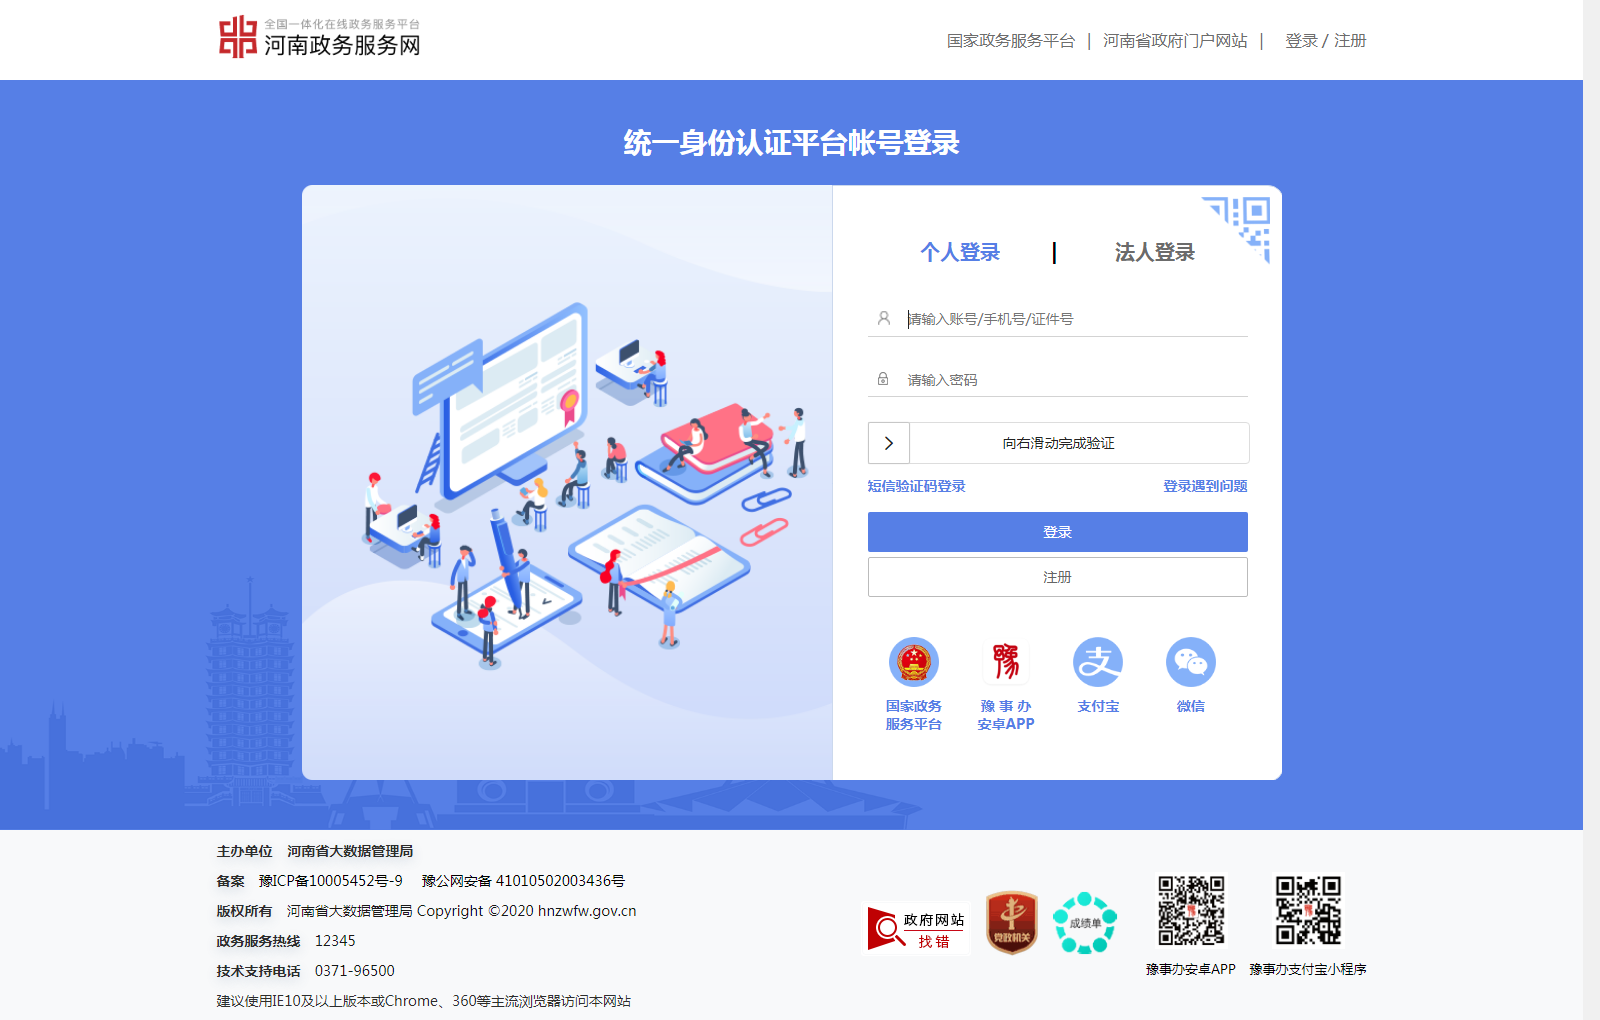 全国一体化在线政务服务平台
河南政务服务网
国家政务服务平台 | 河南省政府门户网站 | 登录 / 注册
统一身份认证平台帐号登录
个人登录 | 法人登录
请输入账号/手机号/证件号
请输入密码
向右滑动完成验证
短信验证码登录 登录遇到问题
登录
注册
豫
支
国家政务
服务平台
豫 事 办
安卓APP
支付宝
微信
主办单位 河南省大数据管理局
备案 豫ICP备10005452号-9 豫公网安备 41010502003436号
版权所有 河南省大数据管理局 Copyright ©2020 hnzwfw.gov.cn
政务服务热线 12345
技术支持电话 0371-96500
建议使用IE10及以上版本或Chrome、360等主流浏览器访问本网站
政府网站
找错
党政机关
成绩单
豫事办安卓APP 豫事办支付宝小程序